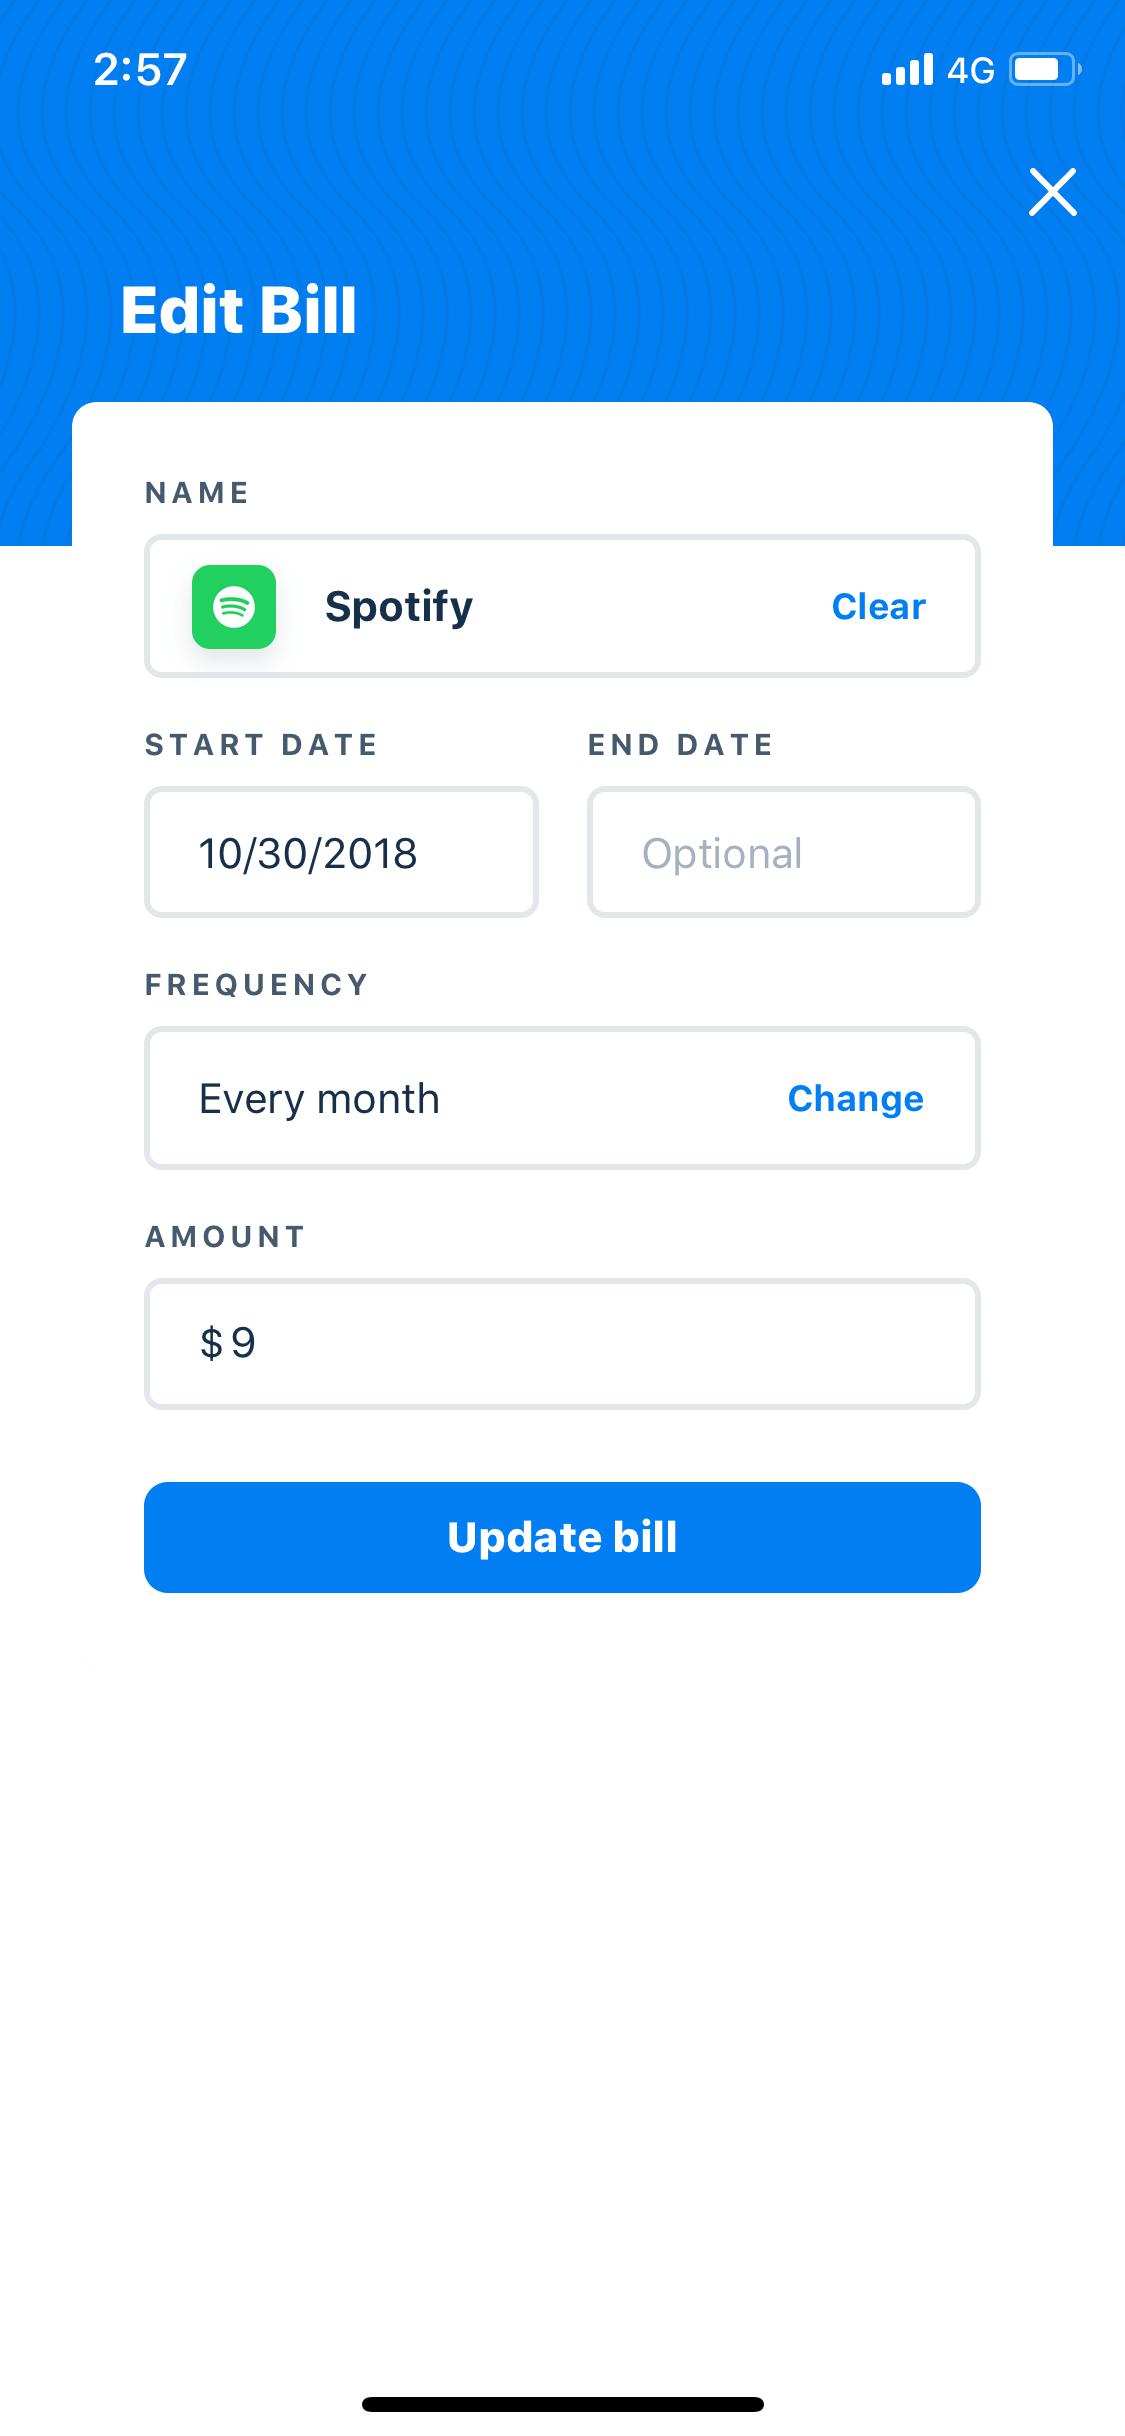 2:57 4G
Edit Bill
NAME
Spotify Clear
START DATE END DATE
10/30/2018 Optional
FREQUENCY
Every month Change
AMOUNT
$ 9
Update bill